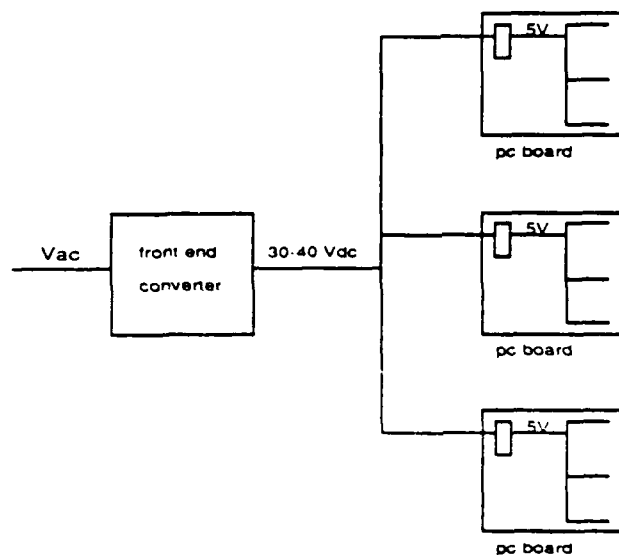 5V
pc board
Vac
front end
converter
30-40 Vdc
5V
pc board
5V
pc board